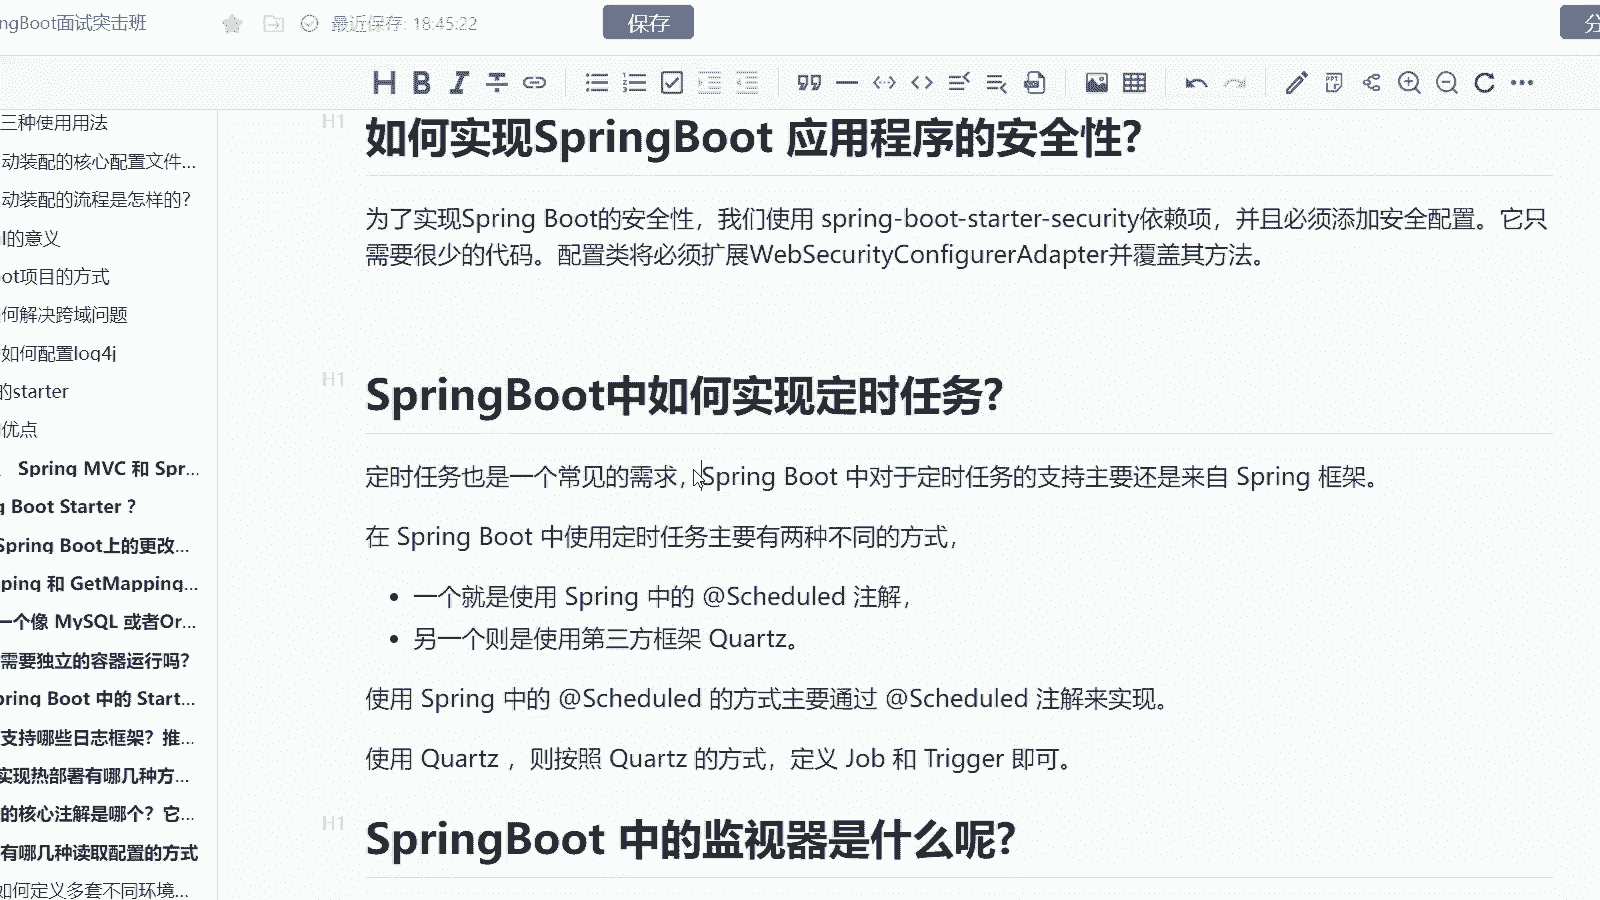 ngBoot面试突击班
最近保存: 18:45:22
保存
分
三种使用用法
动装配的核心配置文件...
动装配的流程是怎样的？
l的意义
ot项目的方式
何解决跨域问题
如何配置log4j
的starter
优点
Spring MVC 和 Spr...
g Boot Starter ？
Spring Boot上的更改...
ping 和 GetMapping...
一个像 MySQL 或者Or...
需要独立的容器运行吗？
pring Boot 中的 Start...
支持哪些日志框架？推...
实现热部署有哪几种方...
的核心注解是哪个？它...
有哪几种读取配置的方式
如何定义多套不同环境...
H1
如何实现SpringBoot 应用程序的安全性？
为了实现Spring Boot的安全性，我们使用 spring-boot-starter-security依赖项，并且必须添加安全配置。它只
需要很少的代码。配置类将必须扩展WebSecurityConfigurerAdapter并覆盖其方法。
H1
SpringBoot中如何实现定时任务？
定时任务也是一个常见的需求，Spring Boot 中对于定时任务的支持主要还是来自 Spring 框架。
在 Spring Boot 中使用定时任务主要有两种不同的方式，
• 一个就是使用 Spring 中的 @Scheduled 注解，
• 另一个则是使用第三方框架 Quartz。
使用 Spring 中的 @Scheduled 的方式主要通过 @Scheduled 注解来实现。
使用 Quartz ，则按照 Quartz 的方式，定义 Job 和 Trigger 即可。
H1
SpringBoot 中的监视器是什么呢？